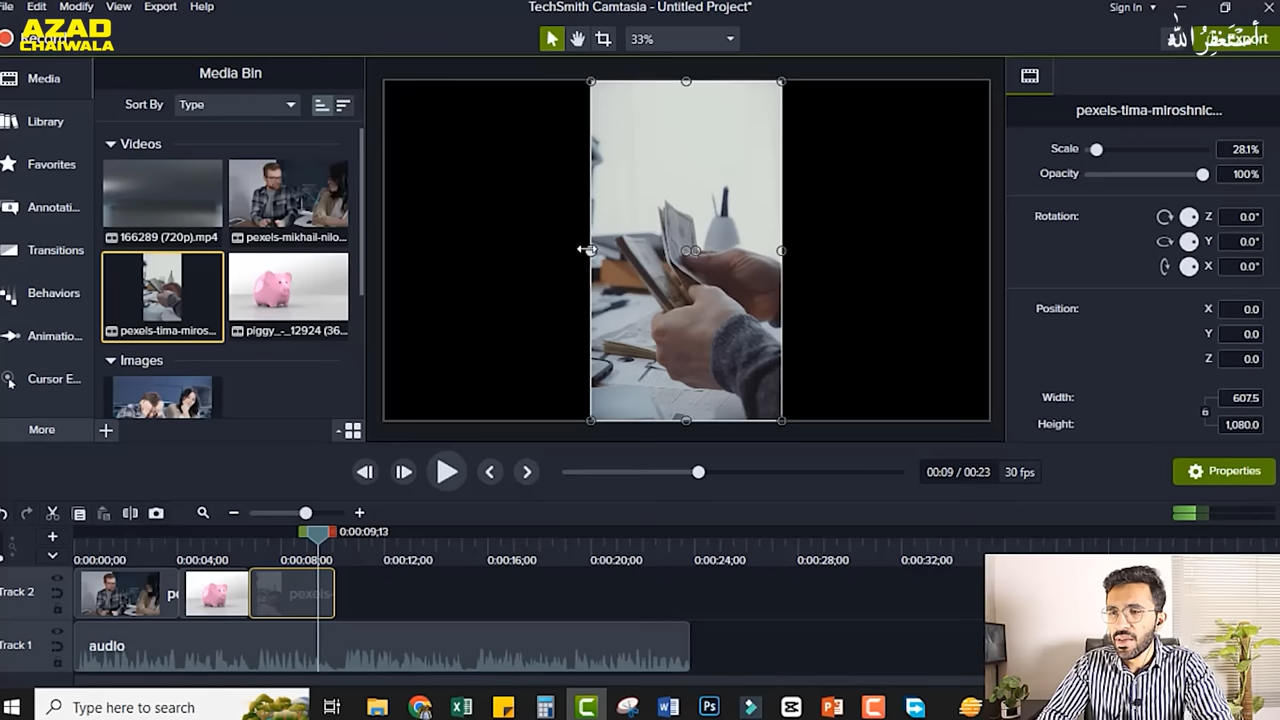 File Edit Modify View Export Help
TechSmith Camtasia - Untitled Project*
Sign In
AZAD
CHAIWALA
33%
أستغفر الله
Export
Media
Library
Favorites
Annotati...
Transitions
Behaviors
Animatio...
Cursor E...
More
Media Bin
Sort By Type
Videos
166289 (720p).mp4
pexels-mikhail-nilo...
pexels-tima-miros...
piggy_-_12924 (36...
Images
pexels-tima-miroshnic...
Scale 28.1%
Opacity 100%
Rotation: Z 0.0°
Y 0.0°
X 0.0°
Position: X 0.0
Y 0.0
Z 0.0
Width: 607.5
Height: 1,080.0
00:09 / 00:23 30 fps
Properties
0:00:09;13
0:00:00;00 0:00:04;00 0:00:08;00 0:00:12;00 0:00:16;00 0:00:20;00 0:00:24;00 0:00:28;00 0:00:32;00
Track 2
pexels-
Track 1
audio
Type here to search